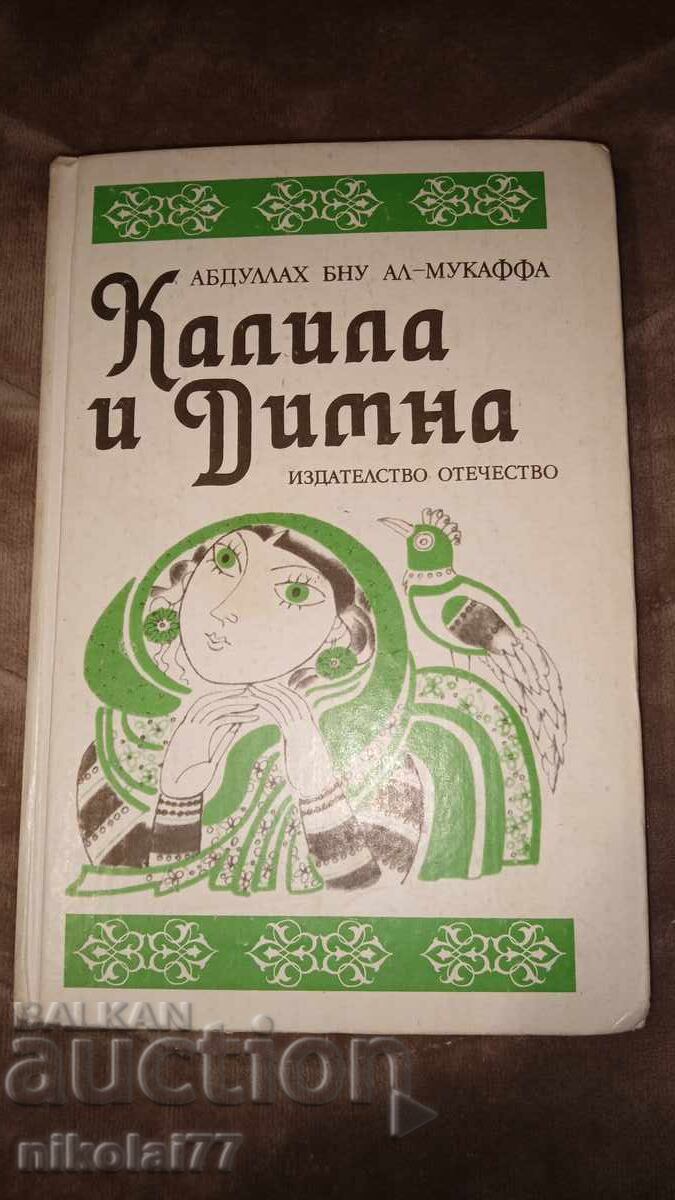 АБДУЛЛАХ БНУ АЛ-МУКАФФА
Калила
и Димна
ИЗДАТЕЛСТВО ОТЕЧЕСТВО
BALKAN
auction
nikolai77